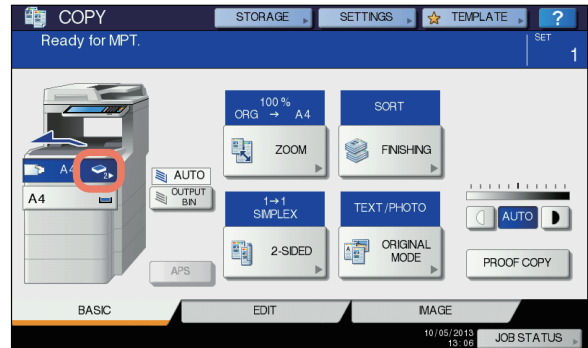 COPY
STORAGE
SETTINGS
TEMPLATE
?
Ready for MPT.
SET
1
100 %
ORG → A4
ZOOM
SORT
FINISHING
A4
2
A4
AUTO
OUTPUT
BIN
APS
1→1
SIMPLEX
2-SIDED
TEXT/PHOTO
ORIGINAL
MODE
AUTO
PROOF COPY
BASIC
EDIT
IMAGE
10/05/2013
13:06
JOB STATUS